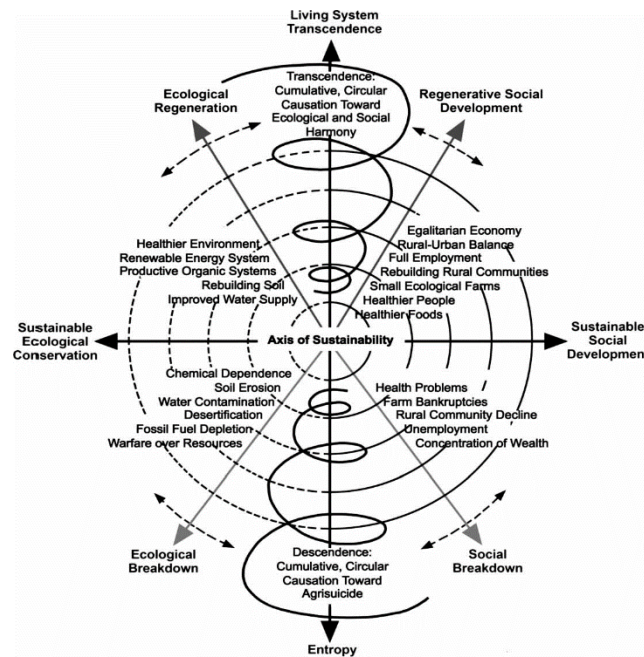 Living System
Transcendence
Ecological
Regeneration
Transcendence:
Cumulative, Circular
Causation Toward
Ecological and Social
Harmony
Regenerative Social
Development
Healthier Environment
Renewable Energy System
Productive Organic Systems
Rebuilding Soil
Improved Water Supply
Egalitarian Economy
Rural-Urban Balance
Full Employment
Rebuilding Rural Communities
Small Ecological Farms
Healthier People
Healthier Foods
Sustainable
Ecological
Conservation
Axis of Sustainability
Sustainable
Social
Development
Chemical Dependence
Soil Erosion
Water Contamination
Desertification
Fossil Fuel Depletion
Warfare over Resources
Health Problems
Farm Bankruptcies
Rural Community Decline
Unemployment
Concentration of Wealth
Ecological
Breakdown
Descendence:
Cumulative, Circular
Causation Toward
Agrisuicide
Social
Breakdown
Entropy